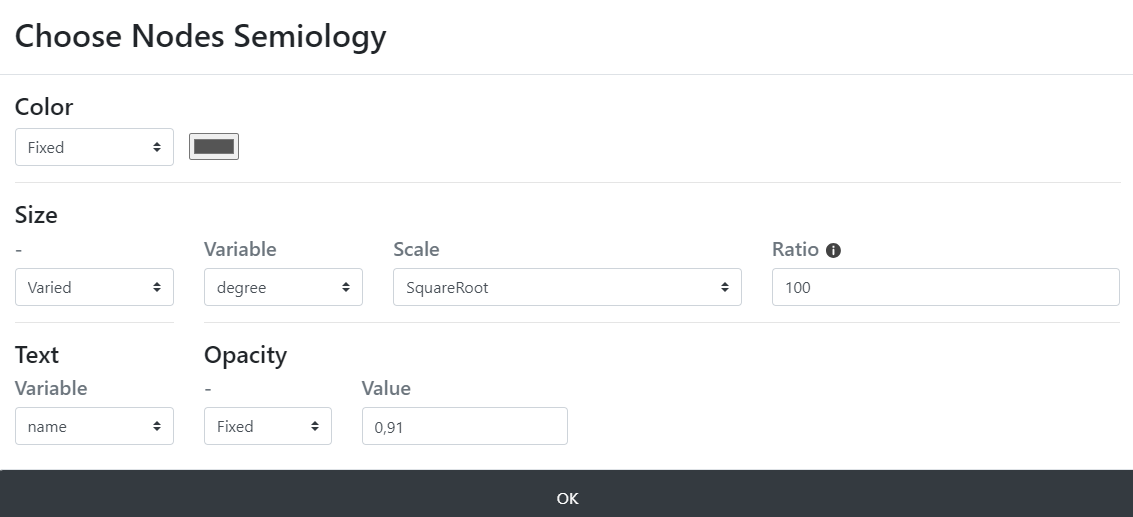 Choose Nodes Semiology
Color
Fixed
Size
- Variable Scale Ratio
Varied degree SquareRoot 100
Text Opacity
Variable - Value
name Fixed 0,91
OK